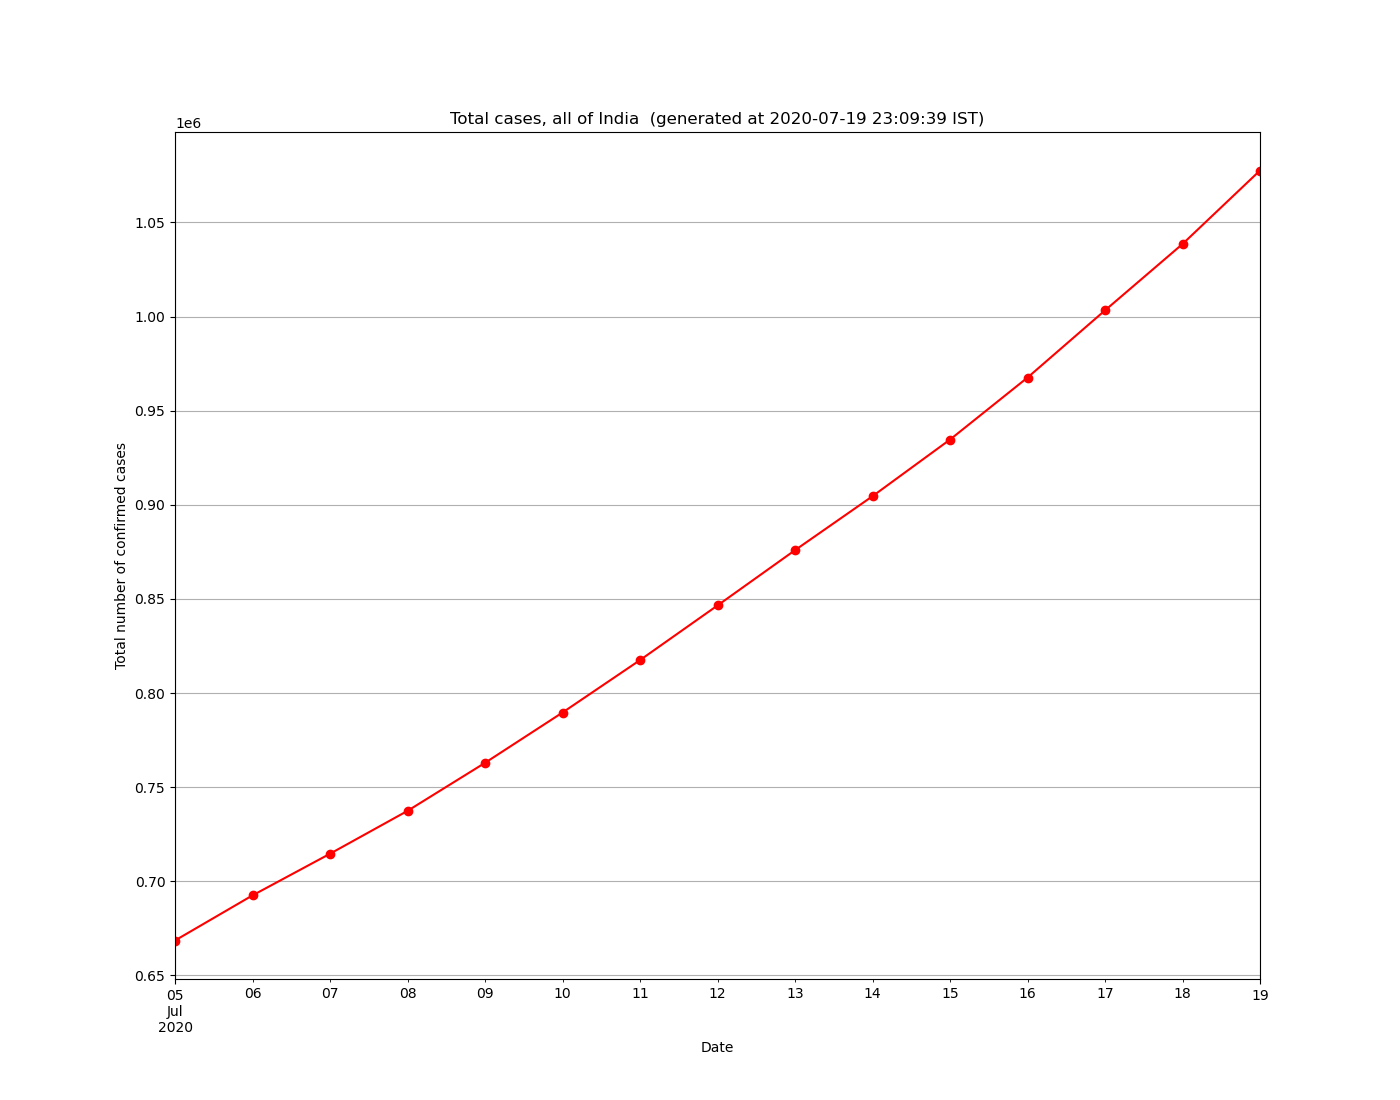 Total cases, all of India  (generated at 2020-07-19 23:09:39 IST)
1e6
1.05
1.00
0.95
0.90
0.85
0.80
0.75
0.70
0.65
Total number of confirmed cases
05 06 07 08 09 10 11 12 13 14 15 16 17 18 19
Jul
2020
Date